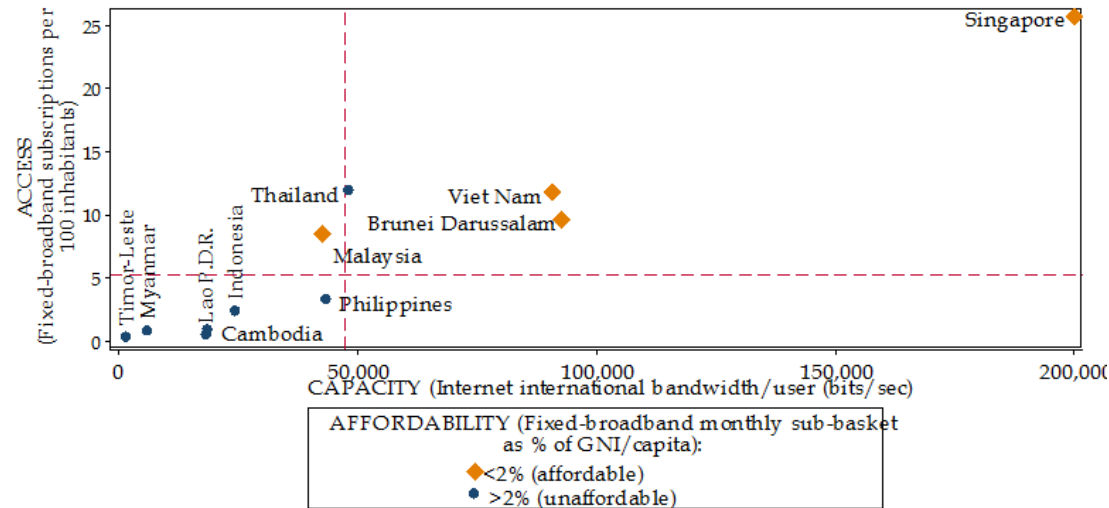 ACCESS
(Fixed-broadband subscriptions per
100 inhabitants)
25
20
15
10
5
0
Singapore
Thailand
Viet Nam
Brunei Darussalam
Malaysia
Timor-Leste
Myanmar
Lao P.D.R.
Indonesia
Philippines
Cambodia
0
50,000
100,000
150,000
200,000
CAPACITY (Internet international bandwidth/user (bits/sec)
AFFORDABILITY (Fixed-broadband monthly sub-basket
as % of GNI/capita):
<2% (affordable)
>2% (unaffordable)